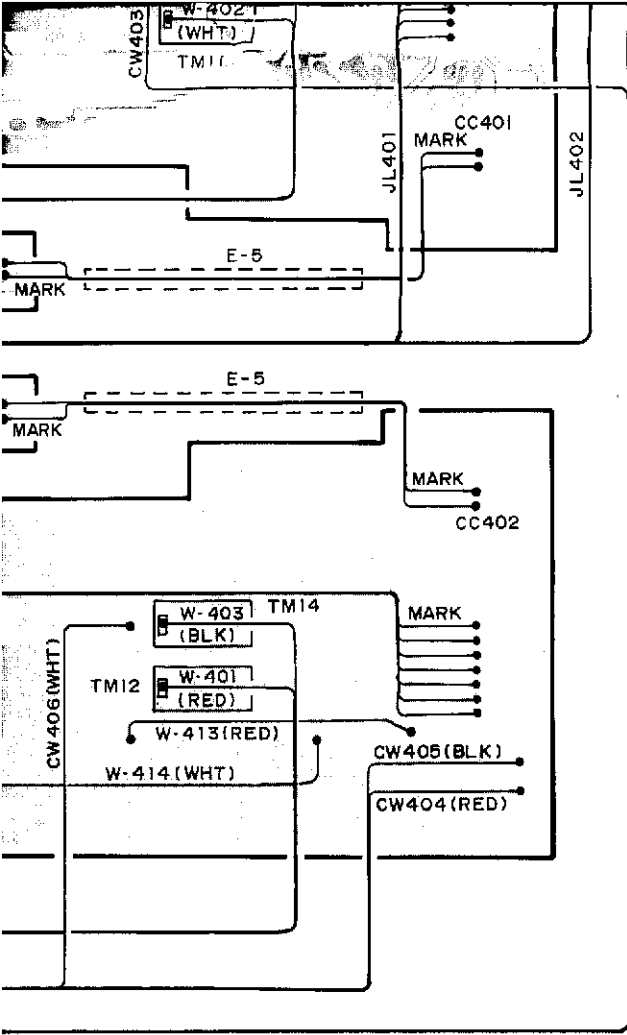 W-402
(WHT)
CW403
TM11
CC401
MARK
JL401
JL402
E-5
MARK
E-5
MARK
MARK
CC402
W-403
(BLK)
TM14
MARK
CW406(WHT)
W-401
(RED)
TM12
W-413(RED)
CW405(BLK)
W-414(WHT)
CW404(RED)